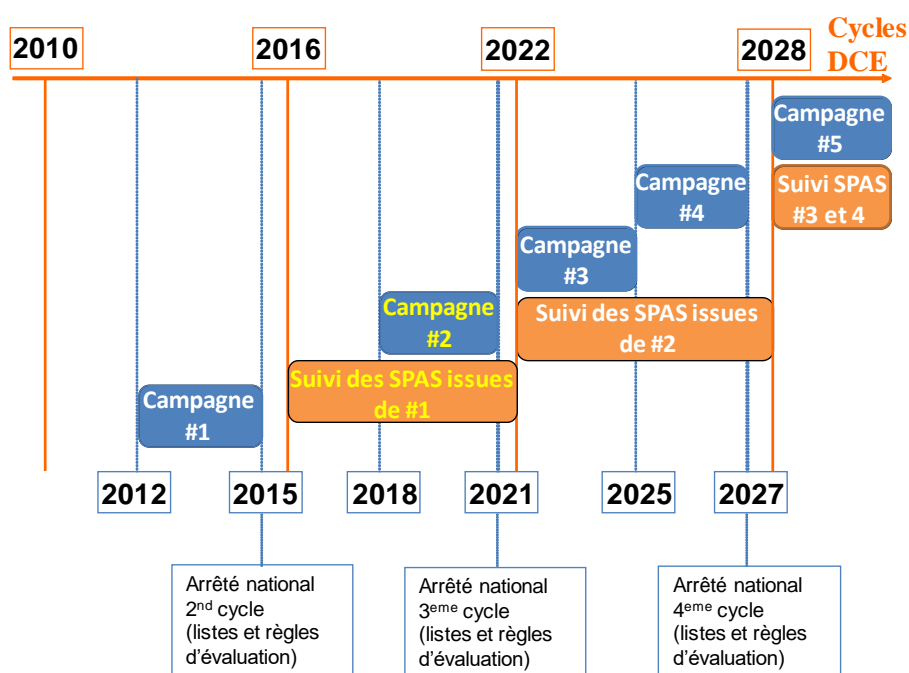 2010
2016
2022
2028
Cycles
DCE
Campagne
#5
Suivi SPAS
#3 et 4
Campagne
#4
Campagne
#3
Suivi des SPAS issues
de #2
Campagne
#2
Suivi des SPAS issues
de #1
Campagne
#1
2012
2015
2018
2021
2025
2027
Arrêté national
2nd cycle
(listes et règles
d’évaluation)
Arrêté national
3eme cycle
(listes et règles
d’évaluation)
Arrêté national
4eme cycle
(listes et règles
d’évaluation)